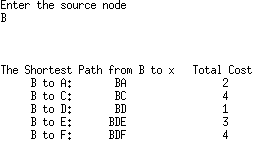 Enter the source node
B
The Shortest Path from B to x Total Cost
B to A: BA 2
B to C: BC 4
B to D: BD 1
B to E: BDE 3
B to F: BDF 4